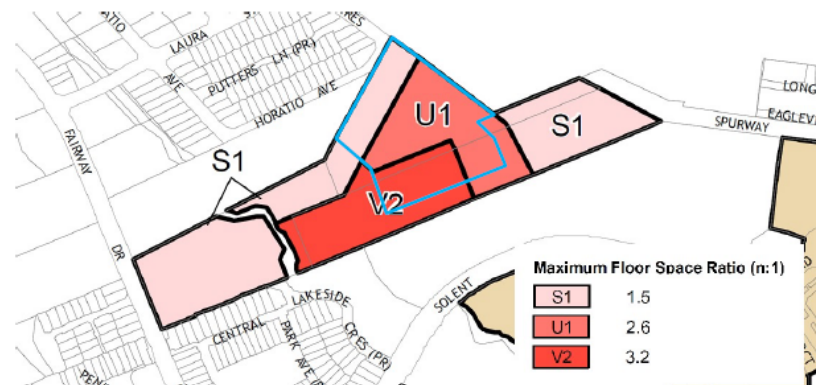 LAURA
PUTTERS LN (PR)
AVE
HORATIO AVE
FAIRWAY
DR
S1
U1
S1
V2
LONG
EAGLEV
SPURWAY
SOLENT
LAKESIDE
CRES (PR)
CENTRAL
PARK AVE
Maximum Floor Space Ratio (n:1)
S1 1.5
U1 2.6
V2 3.2